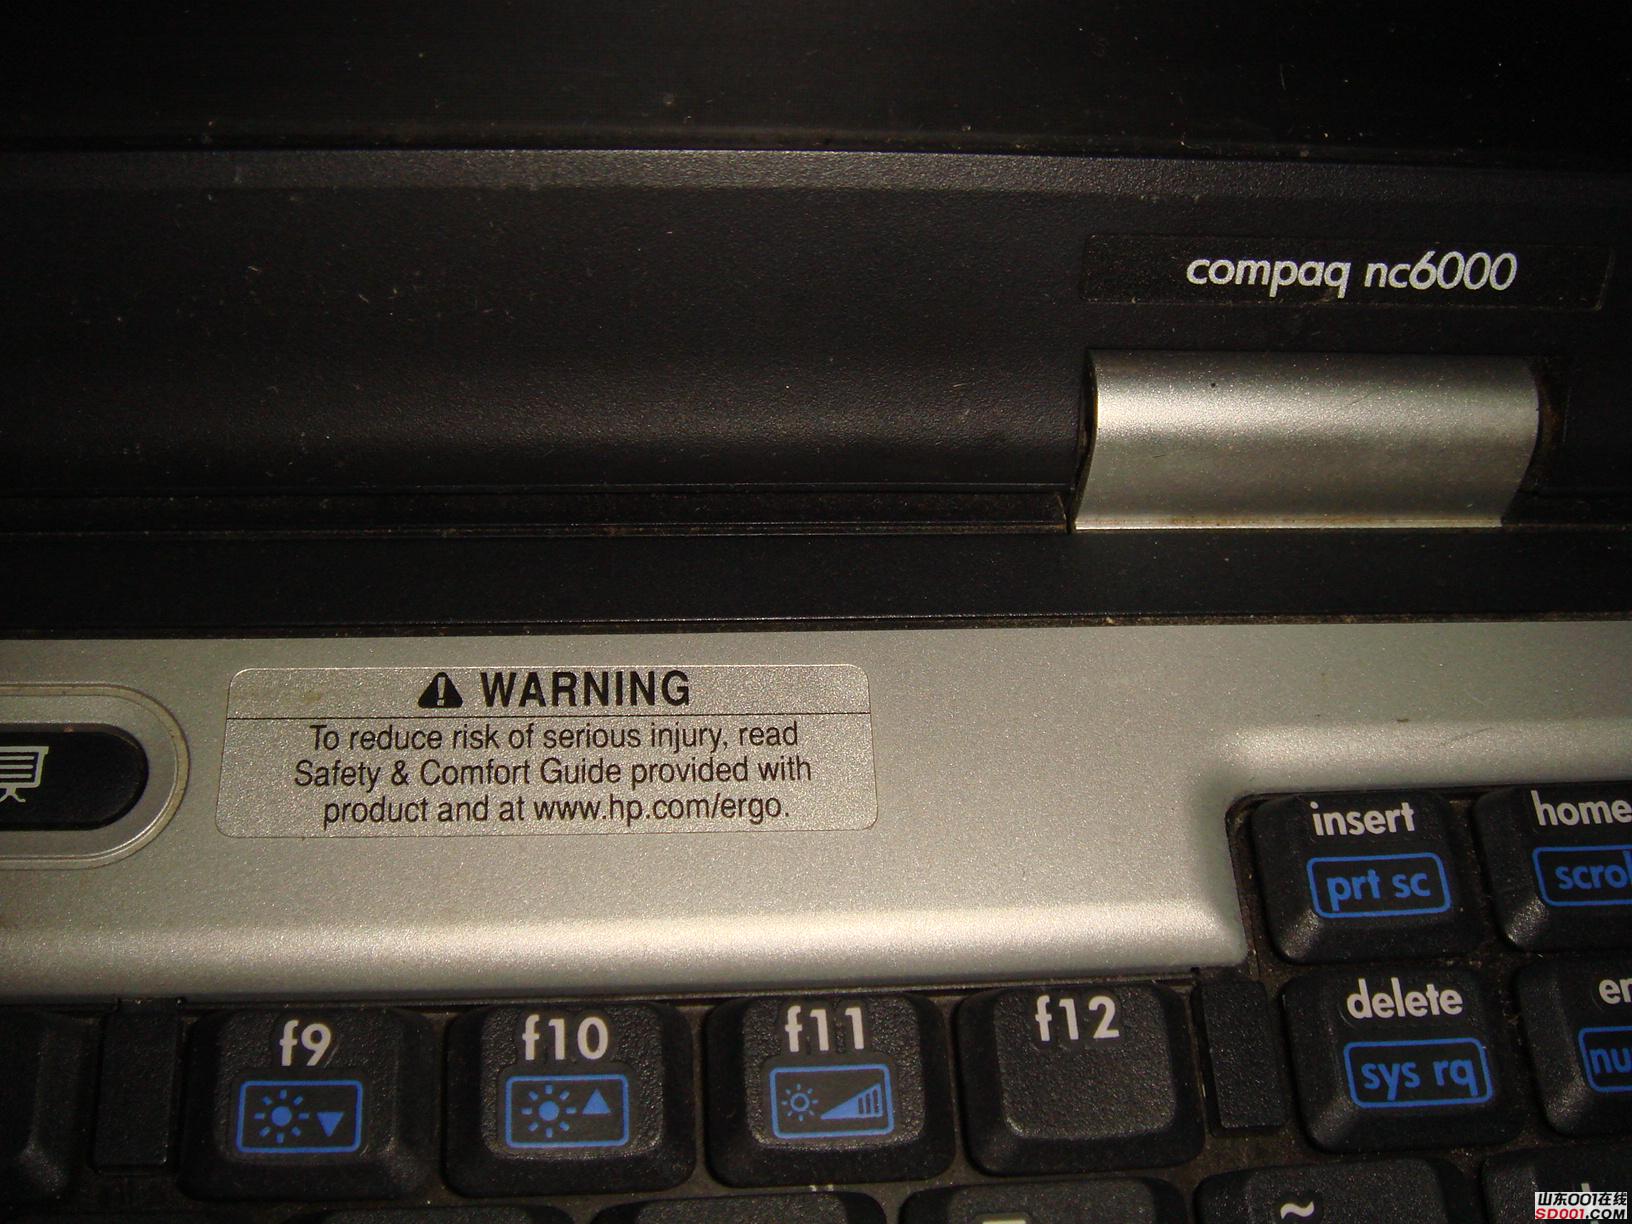 compaq nc6000
WARNING
To reduce risk of serious injury, read
Safety & Comfort Guide provided with
product and at www.hp.com/ergo.
insert
prt sc
home
delete
sys rq
f9
f10
f11
f12
~
山东001在线
SD001.COM